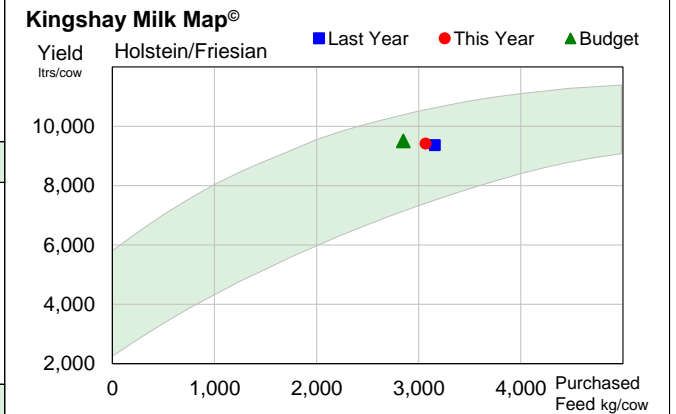 Kingshay Milk Map©
Yield
ltrs/cow
Holstein/Friesian
Last Year
This Year
Budget
10,000
8,000
6,000
4,000
2,000
0
1,000
2,000
3,000
4,000
Purchased
Feed kg/cow